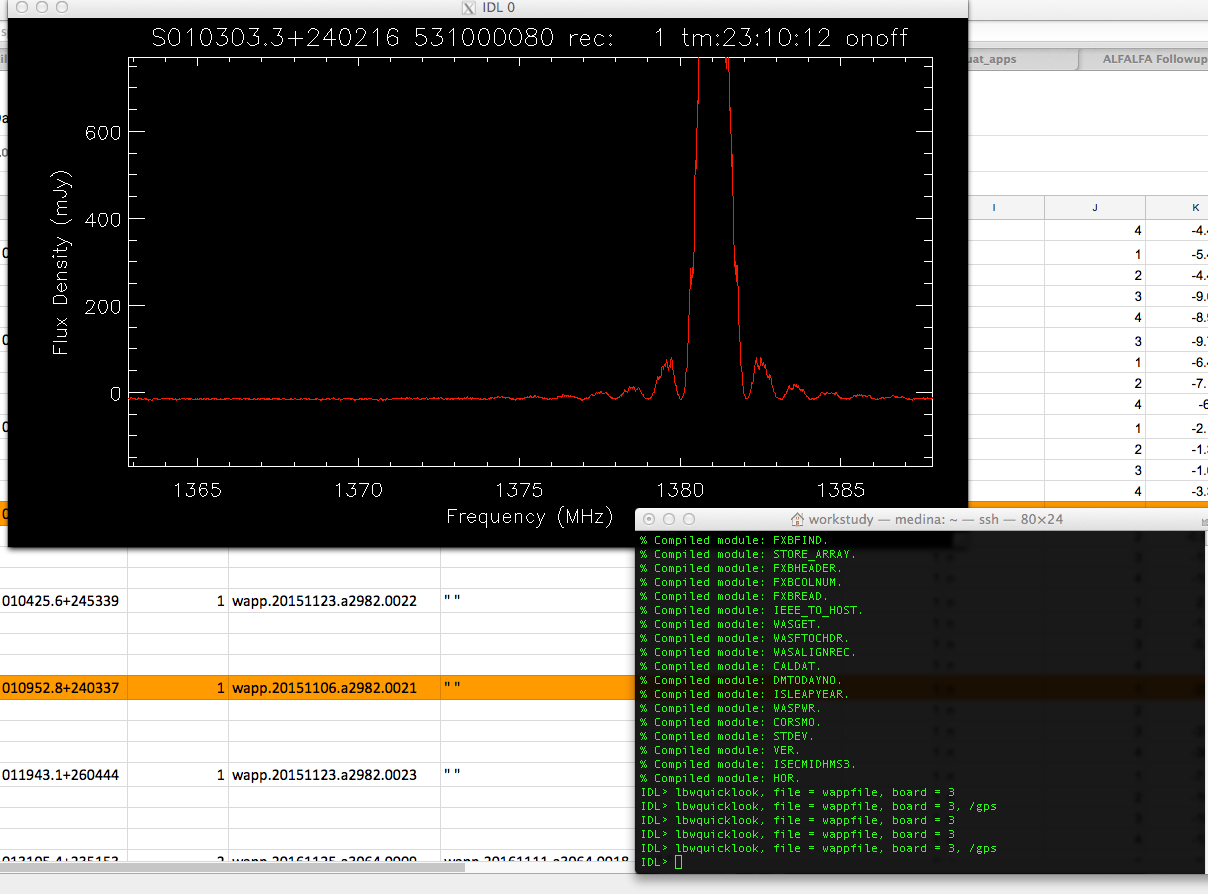 IDL 0
S010303.3+240216 531000080 rec: 1 tm:23:10:12 onoff
600
400
200
0
Flux Density (mJy)
1365 1370 1375 1380 1385
Frequency (MHz)
uat_apps
ALFALFA Followup
I J K
4 -4.4
1 -5.4
2 -4.4
3 -9.0
4 -8.9
3 -9.7
1 -6.4
2 -7.
4 -6
1 -2.
2 -1.3
3 -1.0
4 -3.3
010425.6+245339 1 wapp.20151123.a2982.0022 " "
010952.8+240337 1 wapp.20151106.a2982.0021 " "
011943.1+260444 1 wapp.20151123.a2982.0023 " "
013105.4+235153 2 wapp.20161125.a3064.0009 wapp.20161111.a3064.0018
workstudy — medina: ~ — ssh — 80×24
% Compiled module: FXBFIND.
% Compiled module: STORE_ARRAY.
% Compiled module: FXBHEADER.
% Compiled module: FXBCOLNUM.
% Compiled module: FXBREAD.
% Compiled module: IEEE_TO_HOST.
% Compiled module: WASGET.
% Compiled module: WASFTOCHDR.
% Compiled module: WASALIGNREC.
% Compiled module: CALDAT.
% Compiled module: DMTODAYNO.
% Compiled module: ISLEAPYEAR.
% Compiled module: WASPWR.
% Compiled module: CORSMO.
% Compiled module: STDEV.
% Compiled module: VER.
% Compiled module: ISECMIDHMS3.
% Compiled module: HOR.
IDL> lbwquicklook, file = wappfile, board = 3
IDL> lbwquicklook, file = wappfile, board = 3, /gps
IDL> lbwquicklook, file = wappfile, board = 3
IDL> lbwquicklook, file = wappfile, board = 3
IDL> lbwquicklook, file = wappfile, board = 3, /gps
IDL>